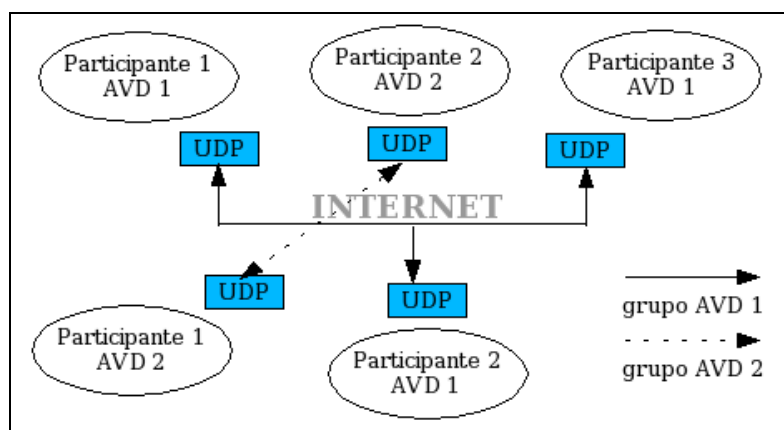 Participante 1
AVD 1
Participante 2
AVD 2
Participante 3
AVD 1
UDP
UDP
UDP
INTERNET
UDP
UDP
Participante 1
AVD 2
Participante 2
AVD 1
grupo AVD 1
grupo AVD 2